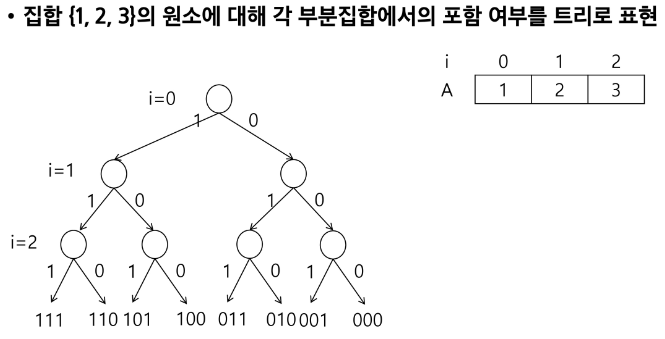 • 집합 {1, 2, 3}의 원소에 대해 각 부분집합에서의 포함 여부를 트리로 표현
i 0 1 2
A 1 2 3
i=0
1 0
i=1
1 0 1 0
i=2
1 0 1 0 1 0 1 0
111 110 101 100 011 010 001 000